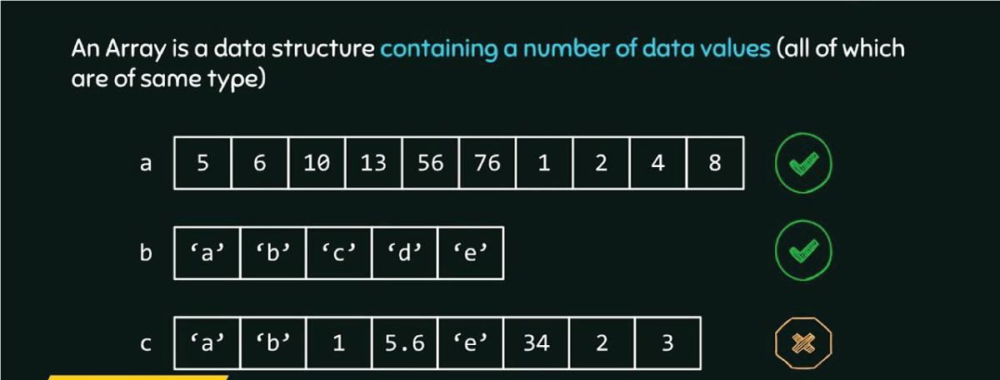 An Array is a data structure containing a number of data values (all of which
are of same type)
a 5 6 10 13 56 76 1 2 4 8
b ‘a’ ‘b’ ‘c’ ‘d’ ‘e’
c ‘a’ ‘b’ 1 5.6 ‘e’ 34 2 3